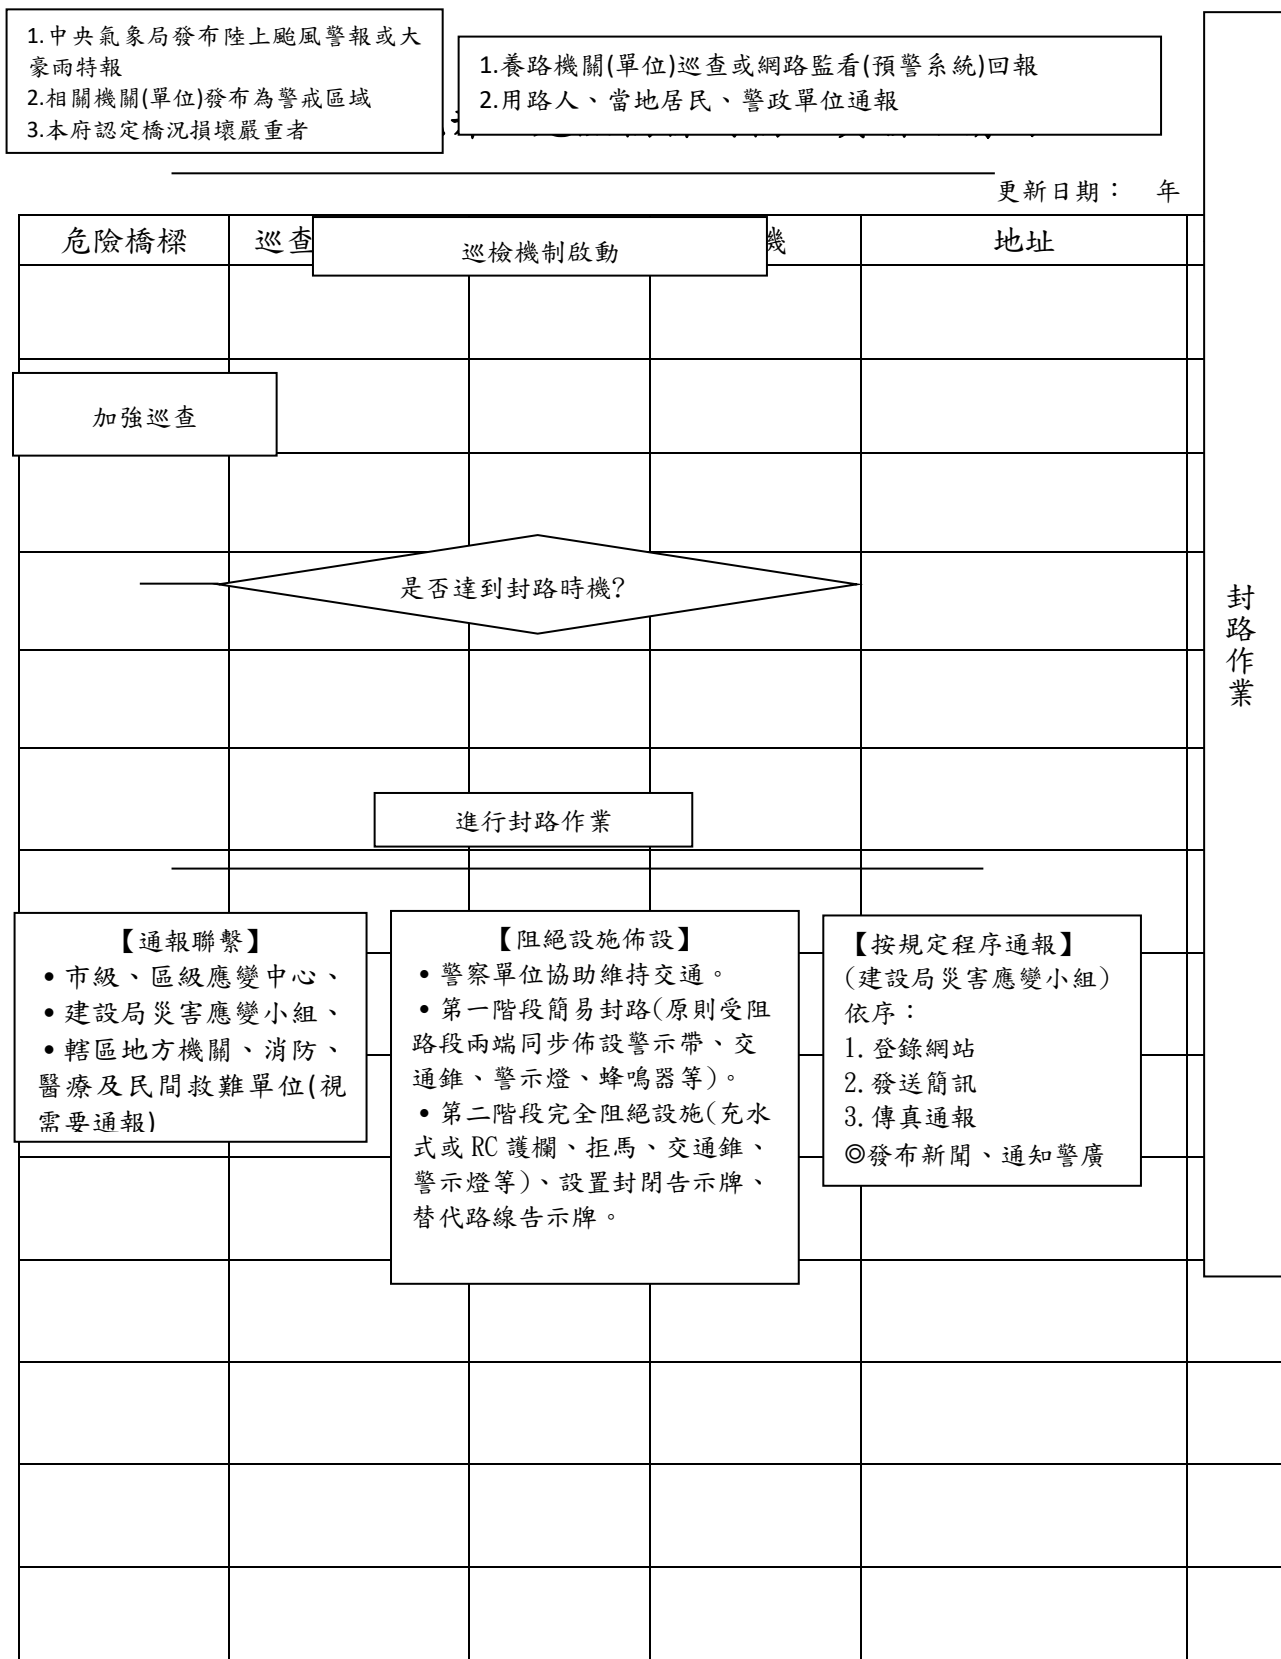 1.中央氣象局發布陸上颱風警報或大
豪雨特報
2.相關機關(單位)發布為警戒區域
3.本府認定橋況損壞嚴重者
1.養路機關(單位)巡查或網路監看(預警系統)回報
2.用路人、當地居民、警政單位通報
更新日期： 年
危險橋樑
巡查
機
地址
巡檢機制啟動
加強巡查
是否達到封路時機?
封路作業
進行封路作業
【通報聯繫】
•市級、區級應變中心、
•建設局災害應變小組、
•轄區地方機關、消防、
醫療及民間救難單位(視
需要通報)
【阻絕設施佈設】
•警察單位協助維持交通。
•第一階段簡易封路(原則受阻
路段兩端同步佈設警示帶、交
通錐、警示燈、蜂鳴器等)。
•第二階段完全阻絕設施(充水
式或RC護欄、拒馬、交通錐、
警示燈等)、設置封閉告示牌、
替代路線告示牌。
【按規定程序通報】
(建設局災害應變小組)
依序：
1.登錄網站
2.發送簡訊
3.傳真通報
◎發布新聞、通知警廣